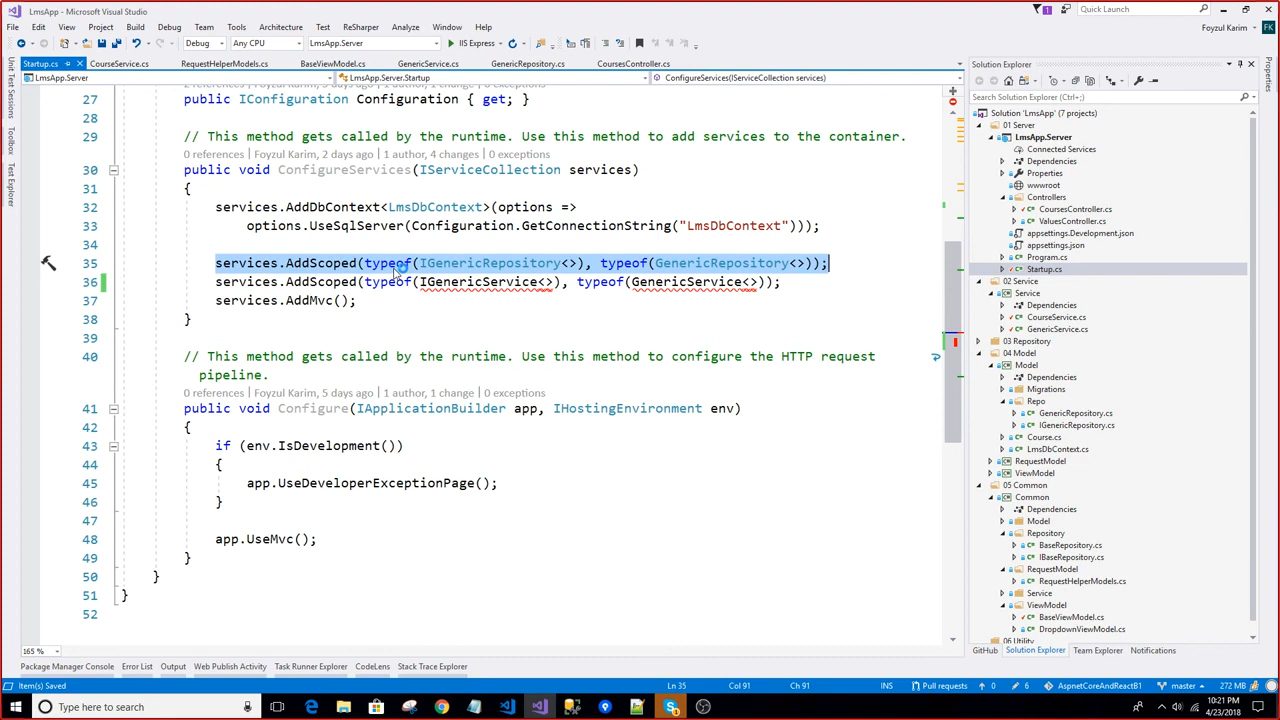 LmsApp - Microsoft Visual Studio
1
Quick Launch (Ctrl+Q)
File Edit View Project Build Debug Team Tools Architecture Test ReSharper Analyze Window Help
Foyzul Karim FK
Debug Any CPU LmsApp.Server IIS Express
Startup.cs CourseService.cs RequestHelperModels.cs BaseViewModel.cs GenericService.cs GenericRepository.cs CoursesController.cs
LmsApp.Server LmsApp.Server.Startup ConfigureServices(IServiceCollection services)
Unit Test Sessions
Toolbox
Test Explorer
27 public IConfiguration Configuration { get; }
28
29 // This method gets called by the runtime. Use this method to add services to the container.
0 references | Foyzul Karim, 2 days ago | 1 author, 4 changes | 0 exceptions
30 public void ConfigureServices(IServiceCollection services)
31 {
32 services.AddDbContext<LmsDbContext>(options =>
33 options.UseSqlServer(Configuration.GetConnectionString("LmsDbContext")));
34
35 services.AddScoped(typeof(IGenericRepository<>), typeof(GenericRepository<>));
36 services.AddScoped(typeof(IGenericService<>), typeof(GenericService<>));
37 services.AddMvc();
38 }
39
40 // This method gets called by the runtime. Use this method to configure the HTTP request
pipeline.
0 references | Foyzul Karim, 5 days ago | 1 author, 1 change | 0 exceptions
41 public void Configure(IApplicationBuilder app, IHostingEnvironment env)
42 {
43 if (env.IsDevelopment())
44 {
45 app.UseDeveloperExceptionPage();
46 }
47
48 app.UseMvc();
49 }
50 }
51 }
52
165 %
Solution Explorer
Search Solution Explorer (Ctrl+;)
Solution 'LmsApp' (7 projects)
01 Server
LmsApp.Server
Connected Services
Dependencies
Properties
wwwroot
Controllers
CoursesController.cs
ValuesController.cs
appsettings.Development.json
appsettings.json
Program.cs
Startup.cs
02 Service
Service
Dependencies
CourseService.cs
GenericService.cs
03 Repository
04 Model
Model
Dependencies
Migrations
Repo
GenericRepository.cs
IGenericRepository.cs
Course.cs
LmsDbContext.cs
RequestModel
ViewModel
05 Common
Common
Dependencies
Model
Repository
BaseRepository.cs
IBaseRepository.cs
RequestModel
RequestHelperModels.cs
Service
ViewModel
BaseViewModel.cs
DropdownViewModel.cs
06 Utility
GitHub Solution Explorer Team Explorer Notifications
Properties
Package Manager Console Error List Output Web Publish Activity Task Runner Explorer CodeLens Stack Trace Explorer
Item(s) Saved Ln 35 Col 91 Ch 91 INS Pull requests 0 6 AspnetCoreAndReactB1 master 272 MB
Type here to search
10:21 PM
4/23/2018